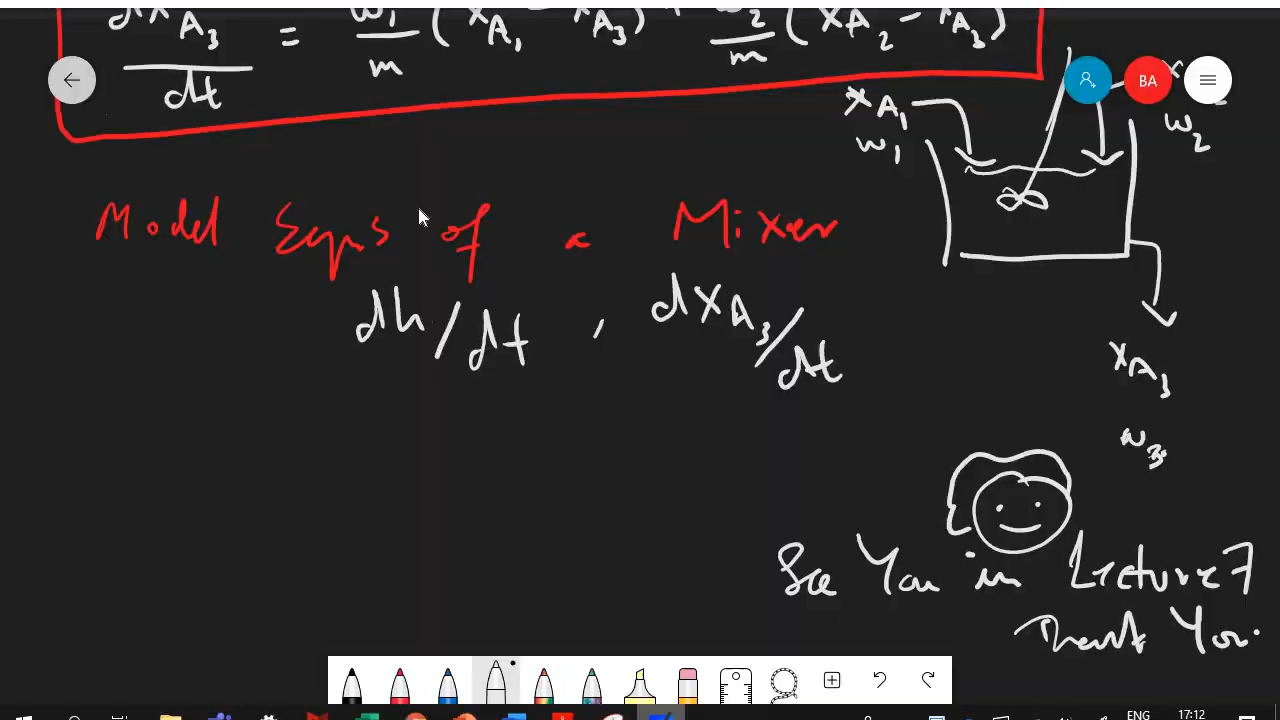 dxA3/dt = w1/m (xA1 - xA3) + w2/m (xA2 - xA3)
BA
xA1
w1
w2
Model Eqns of a Mixer
dh/dt , dxA3/dt
xA3
w3
See You in Lecture 7
Thank You.
ENG
17:12